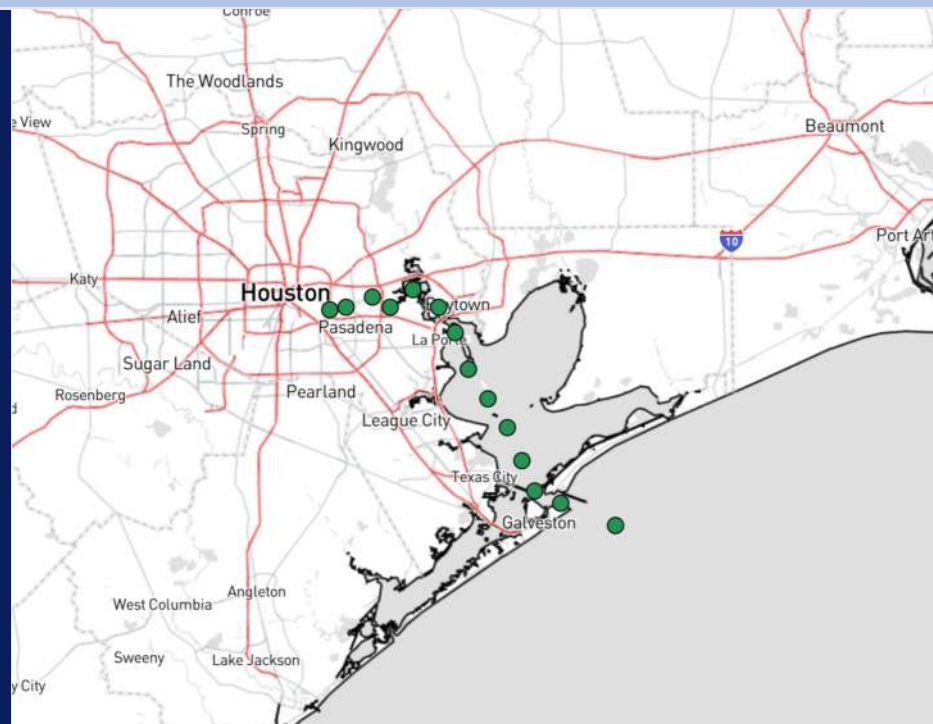 Conroe
The Woodlands
e View
Spring
Kingwood
Beaumont
10
Port Art
Katy
Houston
Baytown
Alief
Pasadena
La Porte
Sugar Land
Pearland
Rosenberg
League City
Texas City
Galveston
Angleton
West Columbia
Sweeny
Lake Jackson
y City